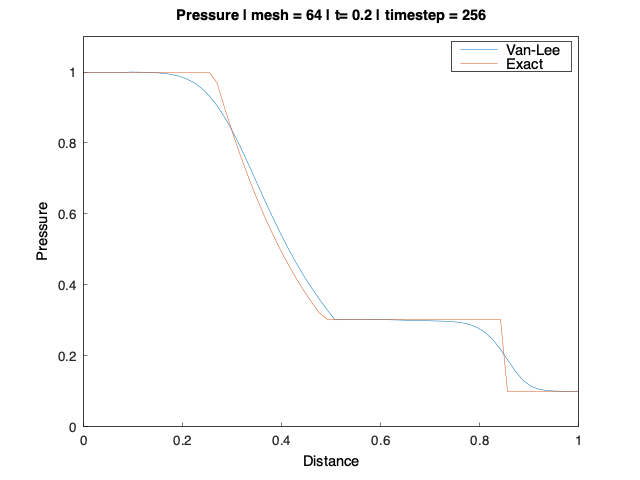 Pressure | mesh = 64 | t= 0.2 | timestep = 256
Van-Lee
Exact
1
0.8
0.6
0.4
0.2
0
Pressure
0
0.2
0.4
0.6
0.8
1
Distance